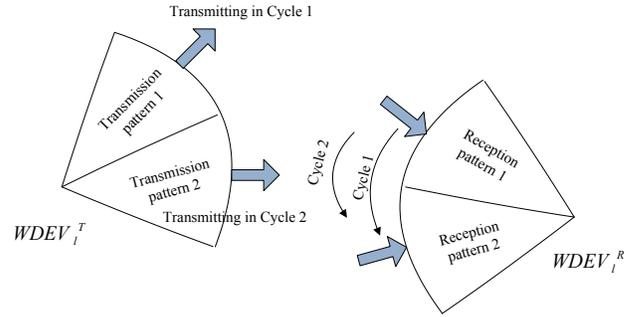 Transmitting in Cycle 1
Transmission
pattern 1
Transmission
pattern 2
Transmitting in Cycle 2
WDEV_l^T
Cycle 2
Cycle 1
Reception
pattern 1
Reception
pattern 2
WDEV_l^R